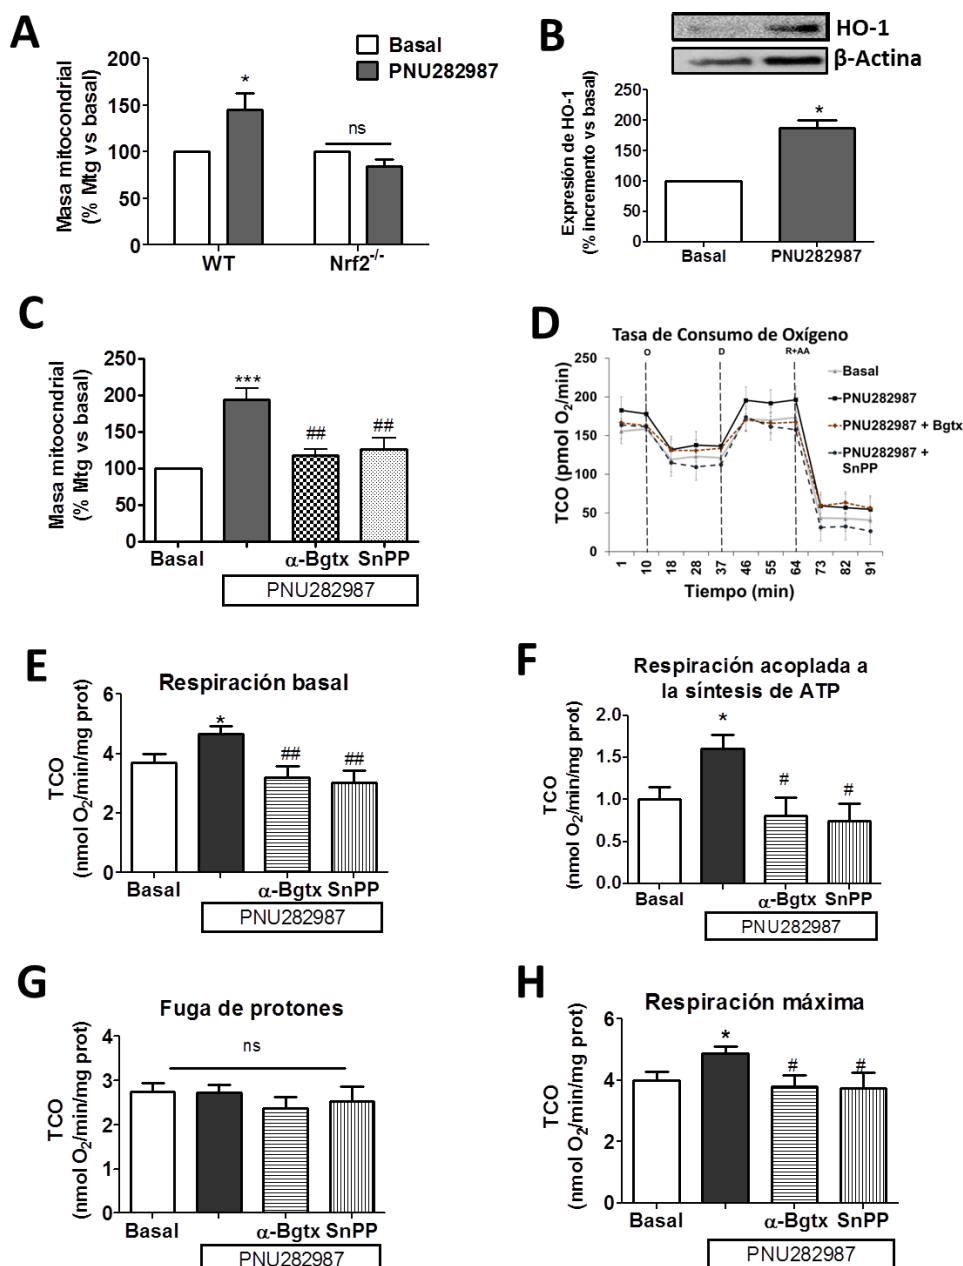 A
Basal
PNU282987
Masa mitocondrial
(% Mtg vs basal)
200
150
100
50
0
*
ns
WT
Nrf2-/-
B
HO-1
β-Actina
Expresión de HO-1
(% incremento vs basal)
250
200
150
100
50
0
*
Basal
PNU282987
C
Masa mitoocndrial
(% Mtg vs basal)
250
200
150
100
50
0
***
##
##
Basal
α-Bgtx
SnPP
PNU282987
D
Tasa de Consumo de Oxígeno
O
D
R+AA
TCO (pmol O2/min)
250
200
150
100
50
0
Basal
PNU282987
PNU282987 + Bgtx
PNU282987 +
SnPP
1 10 18 28 37 46 55 64 73 82 91
Tiempo (min)
E
Respiración basal
TCO
(nmol O2/min/mg prot)
6
4
2
0
*
##
##
Basal
α-Bgtx SnPP
PNU282987
F
Respiración acoplada a
la síntesis de ATP
TCO
(nmol O2/min/mg prot)
2.0
1.5
1.0
0.5
0.0
*
#
#
Basal
α-Bgtx SnPP
PNU282987
G
Fuga de protones
TCO
(nmol O2/min/mg prot)
4
3
2
1
0
ns
Basal
α-Bgtx SnPP
PNU282987
H
Respiración máxima
TCO
(nmol O2/min/mg prot)
6
4
2
0
*
#
#
Basal
α-Bgtx SnPP
PNU282987